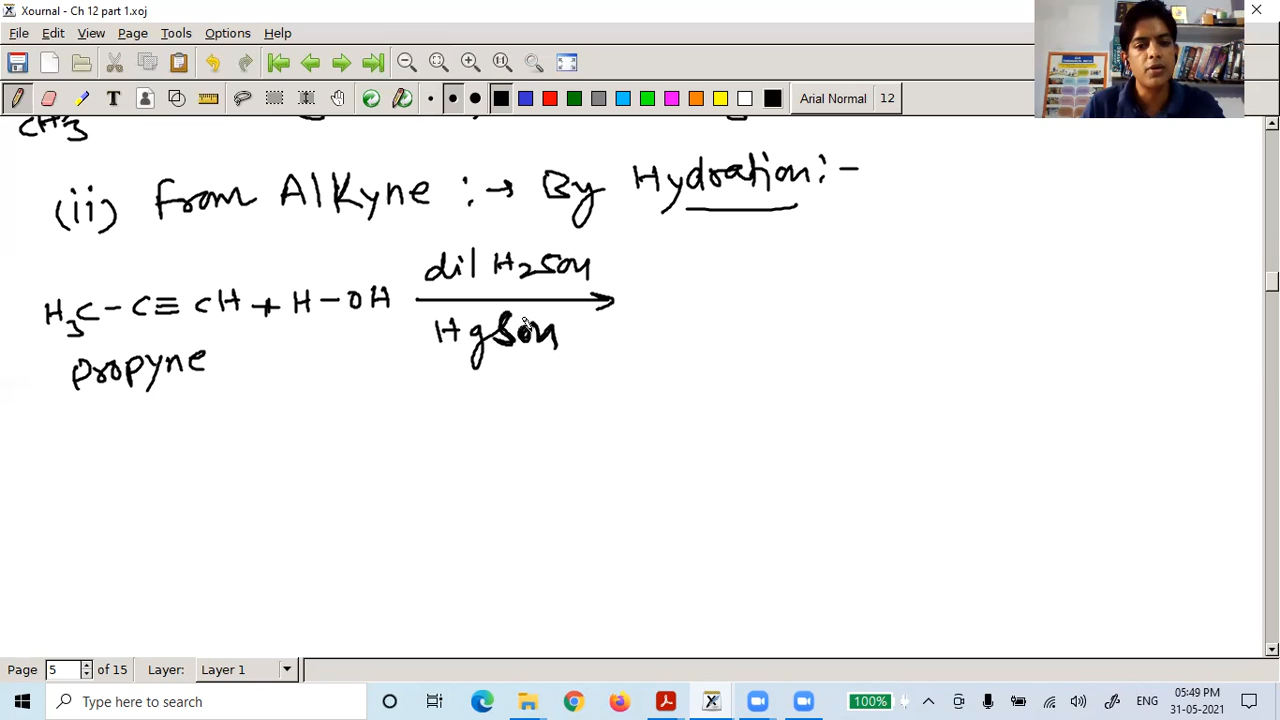 Xournal - Ch 12 part 1.xoj
File Edit View Page Tools Options Help
Arial Normal 12
CH3
(ii) From Alkyne :→ By Hydration:-
dil H2SO4
H3C - C ≡ CH + H - OH
HgSO4
Propyne
Page 5 of 15 Layer: Layer 1
Type here to search
100%
ENG
05:49 PM
31-05-2021